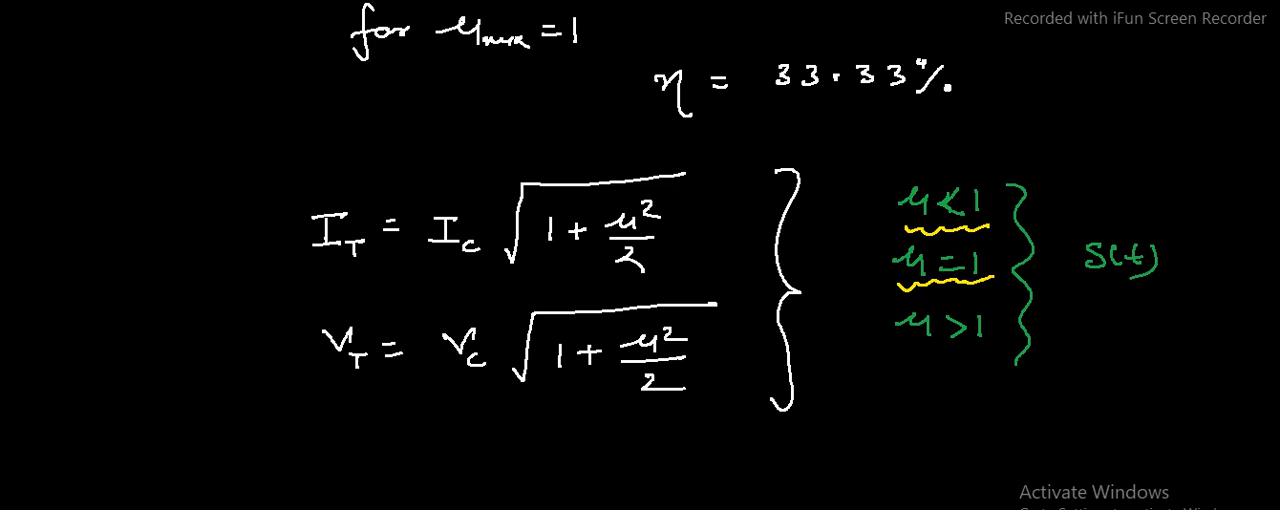 for μmax = 1
Recorded with iFun Screen Recorder
η = 33.33%.
I_T = I_C √(1 + μ²/2)
V_T = V_C √(1 + μ²/2)
μ < 1
μ = 1
μ > 1
S(t)
Activate Windows